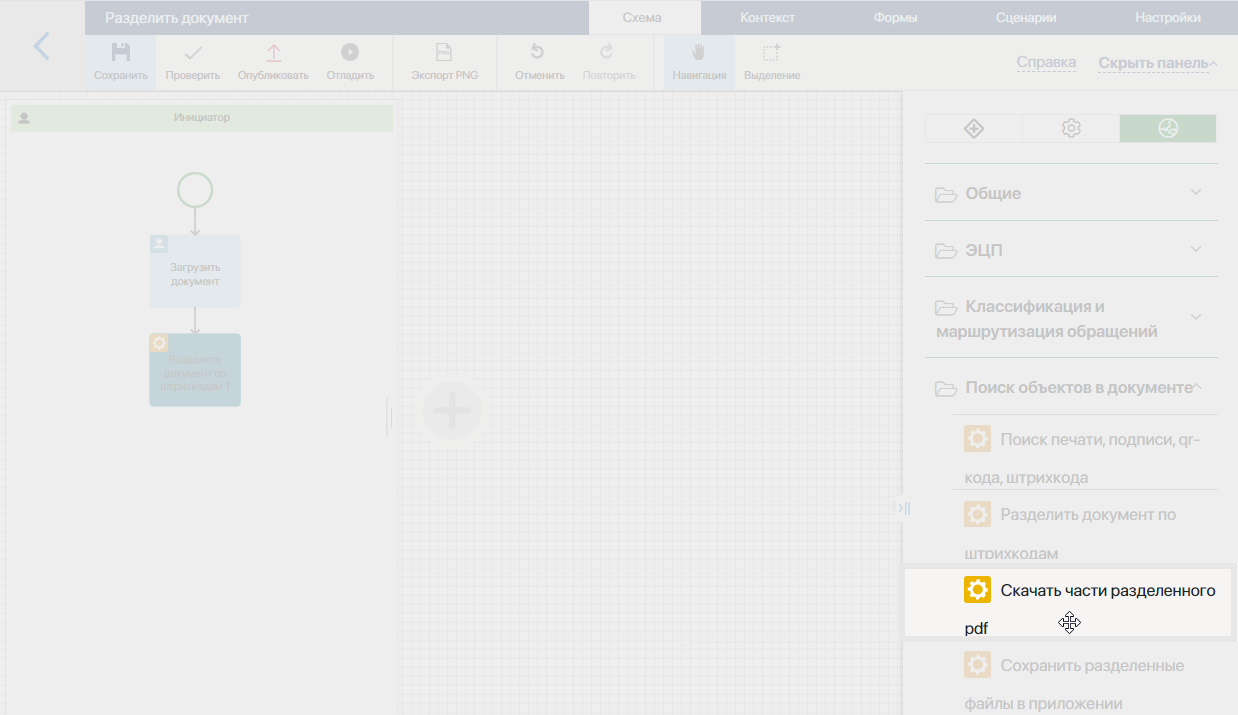 Разделить документ
Схема
Контекст
Формы
Сценарии
Настройки
Сохранить
Проверить
Опубликовать
Отладить
PNG
Экспорт PNG
Отменить
Повторить
Навигация
Выделение
Справка
Скрыть панель
Инициатор
Загрузить
документ
Разделить
документ по
штрихкодам 1
Общие
ЭЦП
Классификация и
маршрутизация обращений
Поиск объектов в документе
Поиск печати, подписи, qr-
кода, штрихкода
Разделить документ по
штрихкодам
Скачать части разделенного
pdf
Сохранить разделенные
файлы в приложении